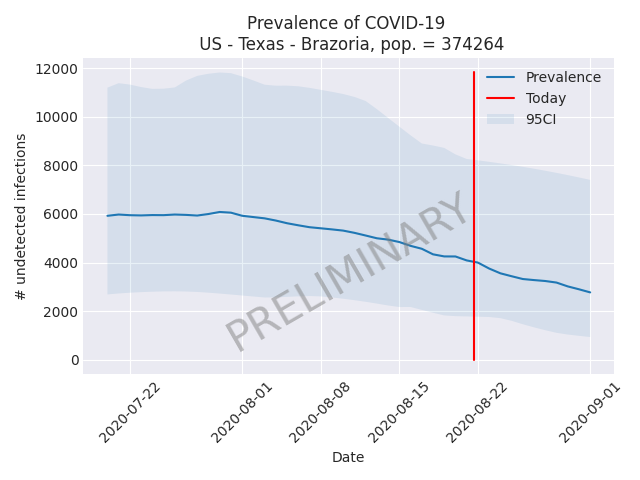 Prevalence of COVID-19
US - Texas - Brazoria, pop. = 374264
12000
10000
8000
6000
4000
2000
0
# undetected infections
Prevalence
Today
95CI
PRELIMINARY
2020-07-22
2020-08-01
2020-08-08
2020-08-15
2020-08-22
2020-09-01
Date